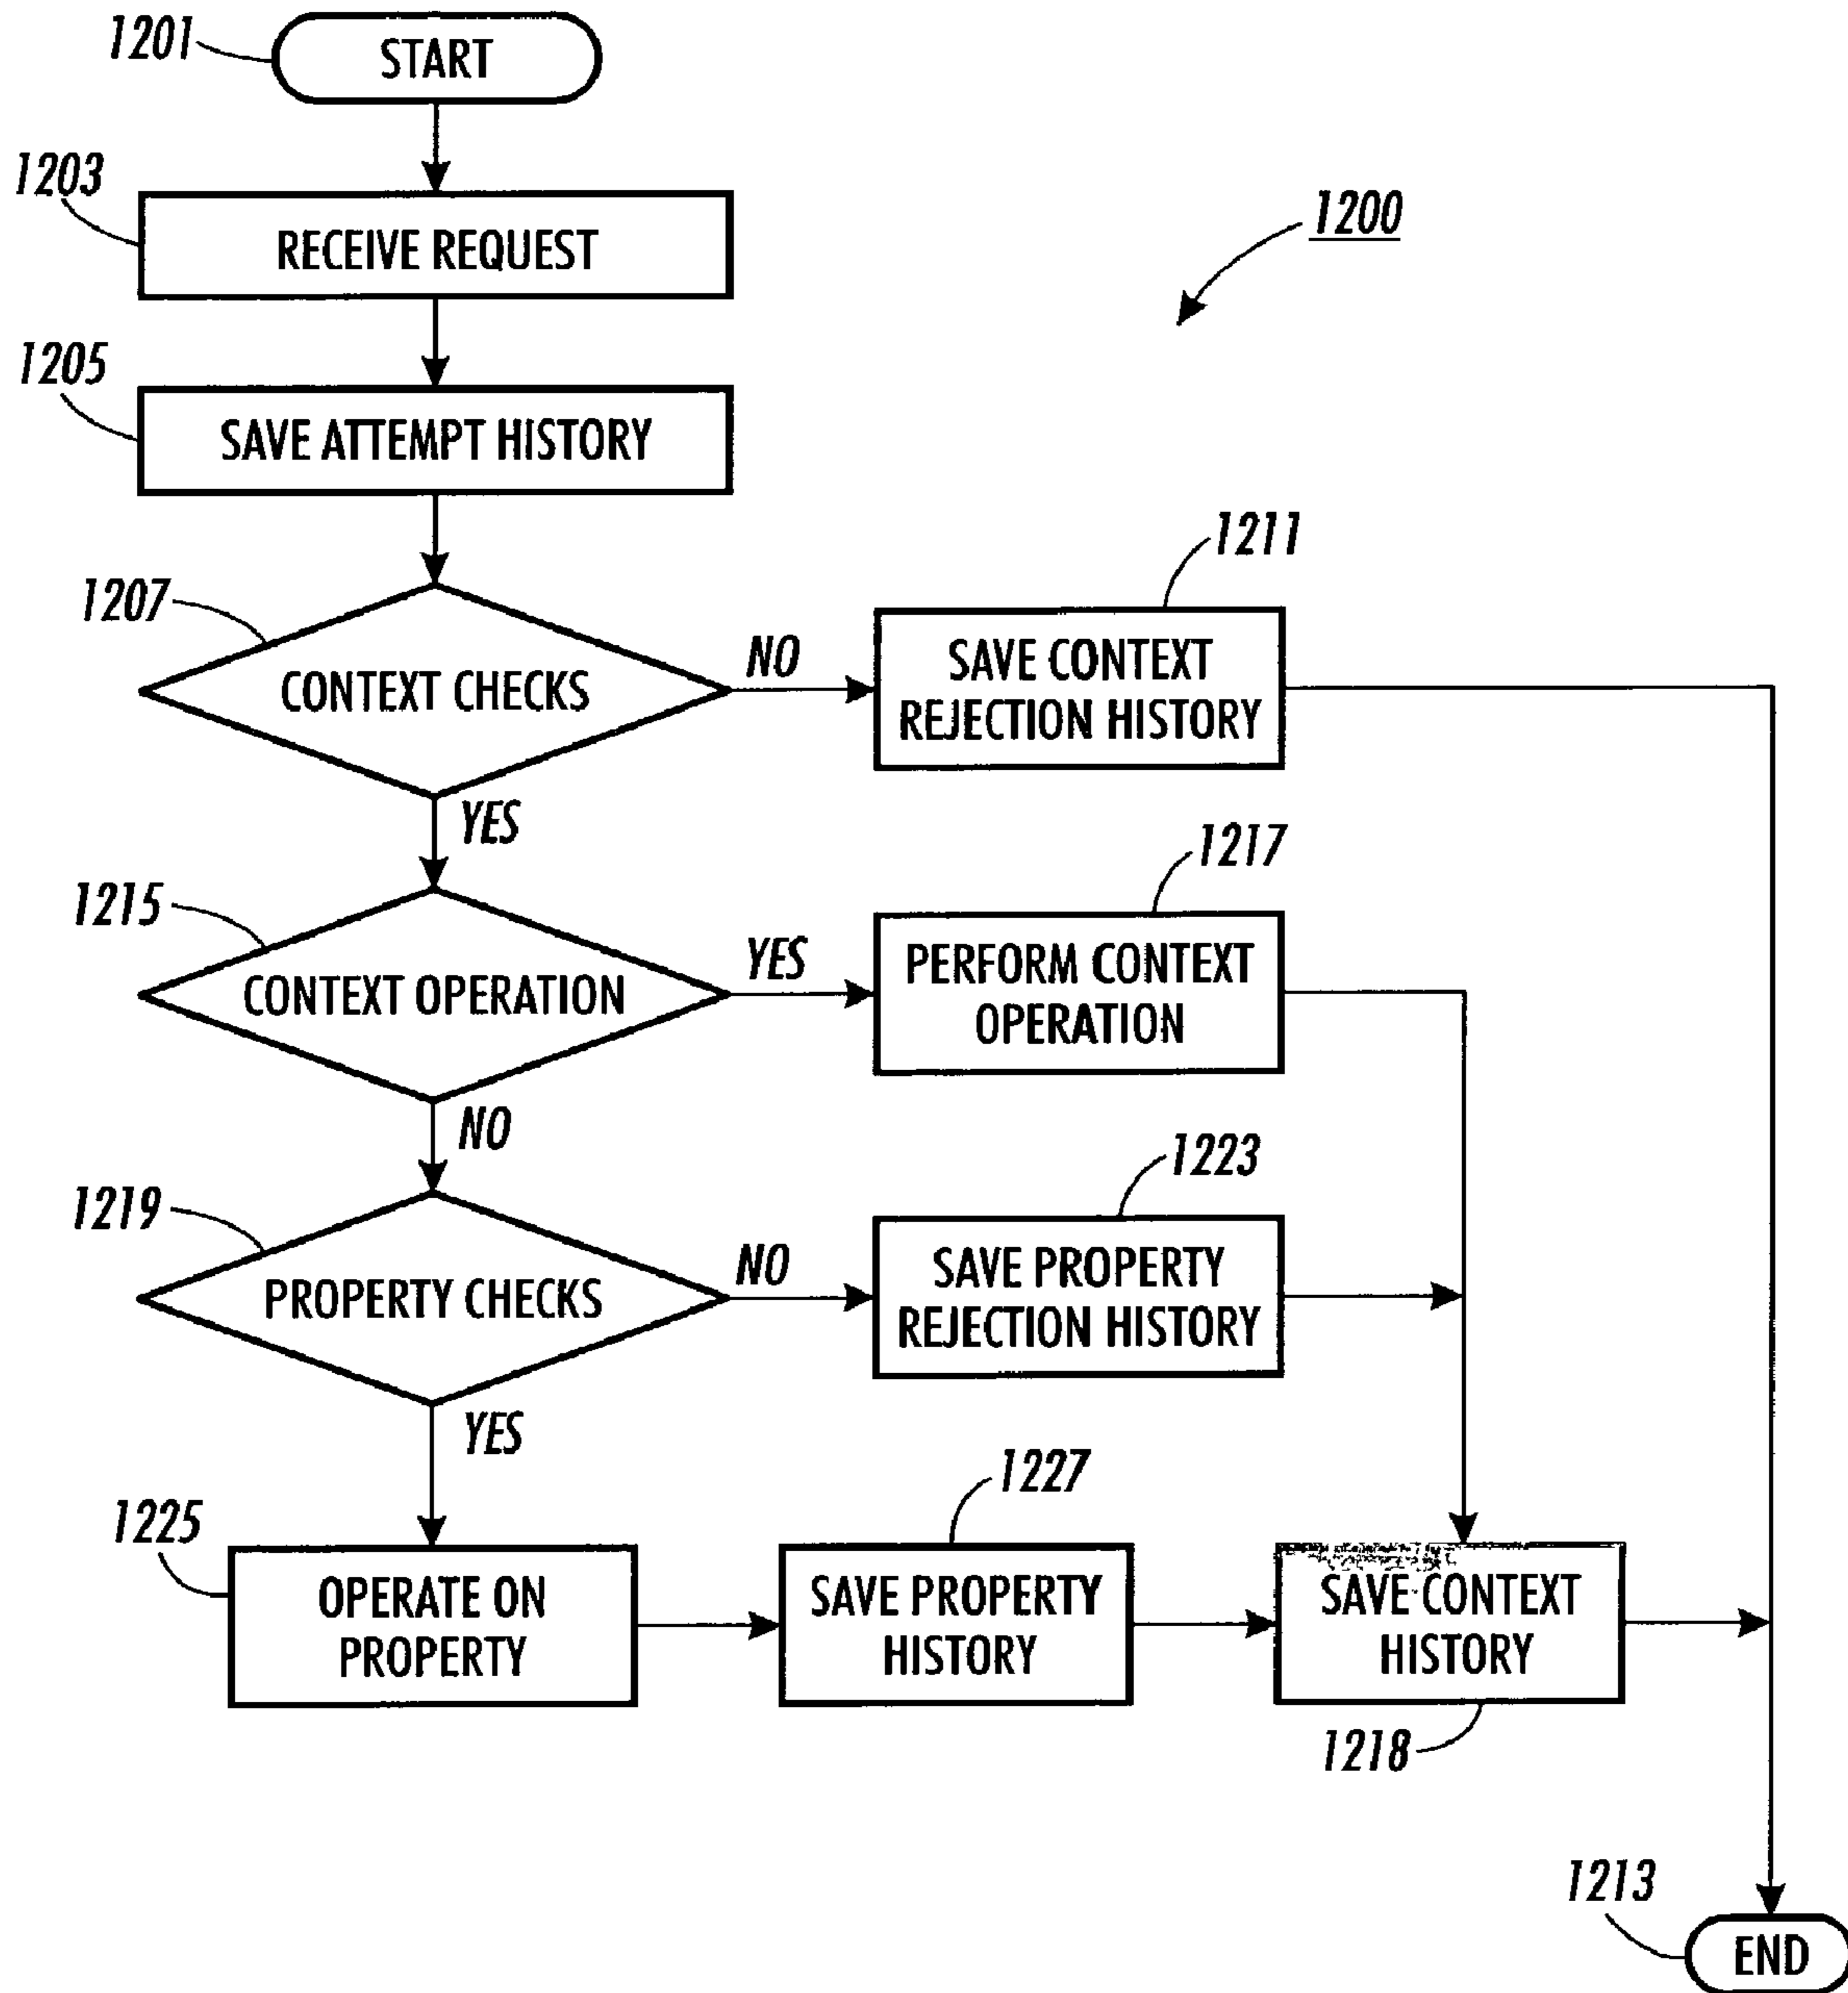 1201
START
1203
RECEIVE REQUEST
1200
1205
SAVE ATTEMPT HISTORY
1211
1207
NO
SAVE CONTEXT
REJECTION HISTORY
CONTEXT CHECKS
YES
1217
1215
YES
PERFORM CONTEXT
OPERATION
CONTEXT OPERATION
NO
1223
1219
NO
SAVE PROPERTY
REJECTION HISTORY
PROPERTY CHECKS
YES
1227
1225
OPERATE ON
PROPERTY
SAVE PROPERTY
HISTORY
SAVE CONTEXT
HISTORY
1218
1213
END